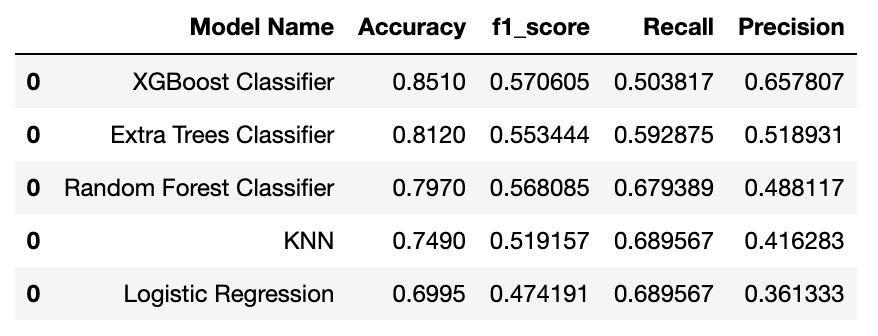 Model Name Accuracy f1_score Recall Precision
0 XGBoost Classifier 0.8510 0.570605 0.503817 0.657807
0 Extra Trees Classifier 0.8120 0.553444 0.592875 0.518931
0 Random Forest Classifier 0.7970 0.568085 0.679389 0.488117
0 KNN 0.7490 0.519157 0.689567 0.416283
0 Logistic Regression 0.6995 0.474191 0.689567 0.361333